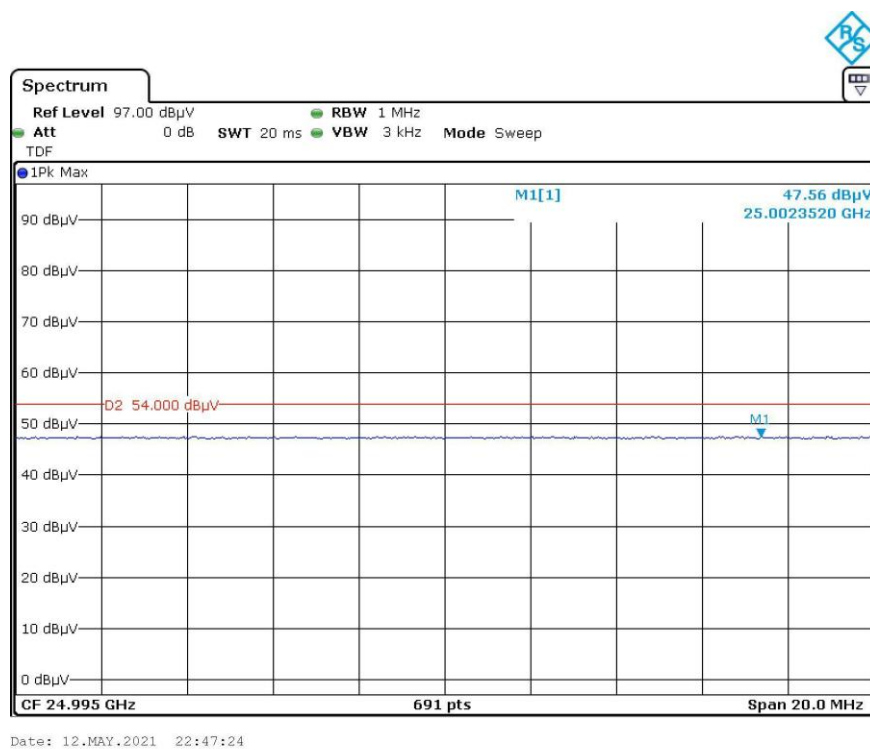 R&S
Spectrum
Ref Level 97.00 dBµV RBW 1 MHz
Att 0 dB SWT 20 ms VBW 3 kHz Mode Sweep
TDF
1Pk Max
M1[1] 47.56 dBµV
25.0023520 GHz
90 dBµV
80 dBµV
70 dBµV
60 dBµV
D2 54.000 dBµV
50 dBµV
M1
40 dBµV
30 dBµV
20 dBµV
10 dBµV
0 dBµV
CF 24.995 GHz 691 pts Span 20.0 MHz
Date: 12.MAY.2021 22:47:24